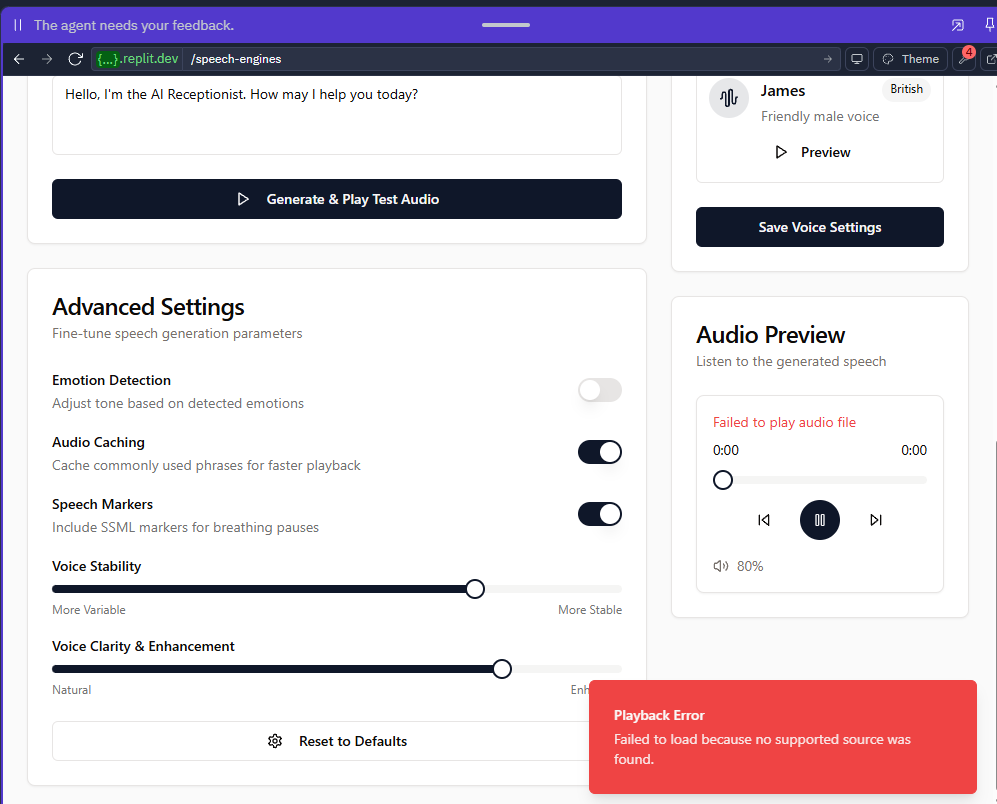 The agent needs your feedback.
{...}.replit.dev /speech-engines
Theme
4
Hello, I'm the AI Receptionist. How may I help you today?
Generate & Play Test Audio
James
British
Friendly male voice
Preview
Save Voice Settings
Advanced Settings
Fine-tune speech generation parameters
Emotion Detection
Adjust tone based on detected emotions
Audio Caching
Cache commonly used phrases for faster playback
Speech Markers
Include SSML markers for breathing pauses
Voice Stability
More Variable
More Stable
Voice Clarity & Enhancement
Natural
Enh
Reset to Defaults
Audio Preview
Listen to the generated speech
Failed to play audio file
0:00
0:00
80%
Playback Error
Failed to load because no supported source was
found.